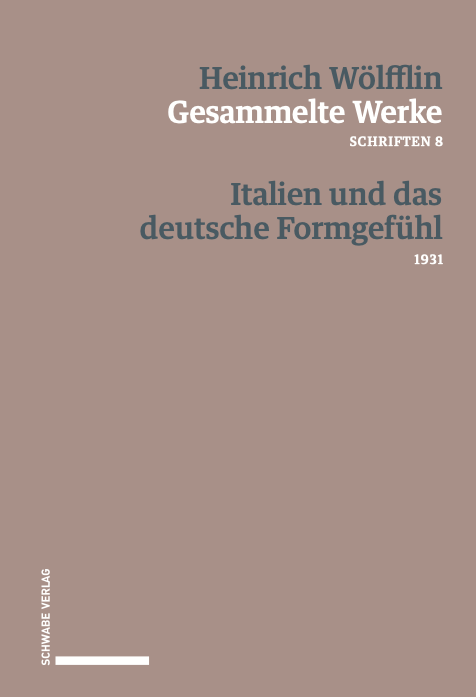 Heinrich Wölfflin
Gesammelte Werke
SCHRIFTEN 8
Italien und das
deutsche Formgefühl
1931
SCHWABE VERLAG